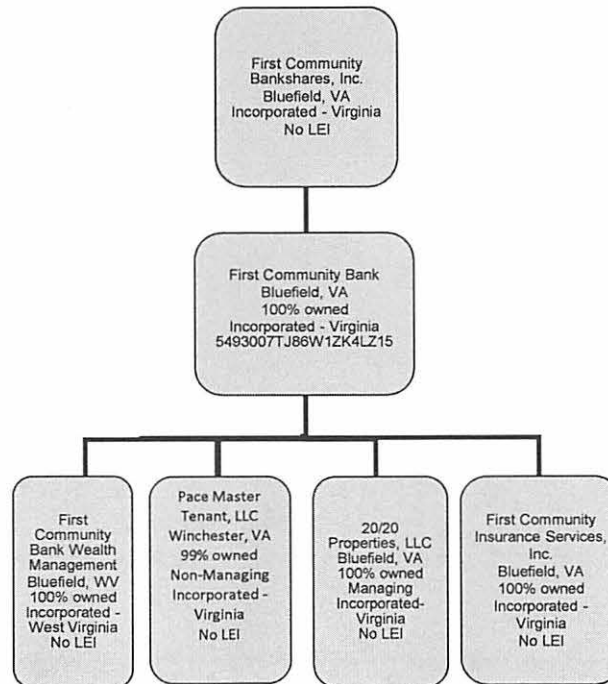 First Community
Bankshares, Inc.
Bluefield, VA
Incorporated - Virginia
No LEI
First Community Bank
Bluefield, VA
100% owned
Incorporated - Virginia
5493007TJ86W1ZK4LZ15
First
Community
Bank Wealth
Management
Bluefield, WV
100% owned
Incorporated -
West Virginia
No LEI
Pace Master
Tenant, LLC
Winchester, VA
99% owned
Non-Managing
Incorporated -
Virginia
No LEI
20/20
Properties, LLC
Bluefield, VA
100% owned
Managing
Incorporated-
Virginia
No LEI
First Community
Insurance Services,
Inc.
Bluefield, VA
100% owned
Incorporated -
Virginia
No LEI